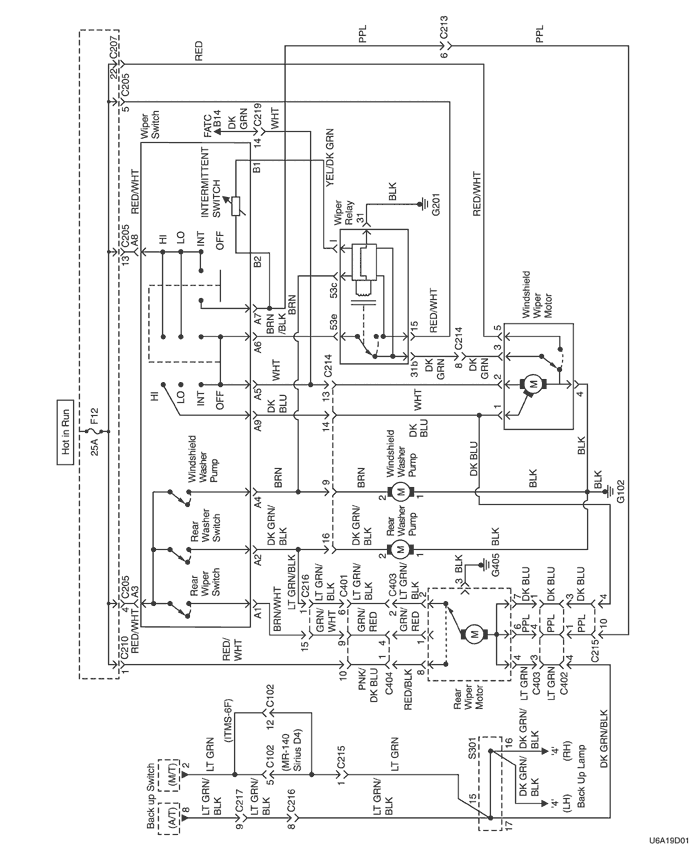 Hot in Run
F12
25A
22 C207
RED
PPL
C213
6
PPL
5 C205
Wiper
Switch
FATC
B14
DK
GRN
C219
14
WHT
RED/WHT
13 C205
A8
HI
LO
INT
OFF
INTERMITTENT
SWITCH
B1
B2
YEL/DK GRN
Wiper
Relay
31
BLK
G201
RED/WHT
I
53c
53e
15
31b
RED/WHT
DK
GRN
C214
8
DK
GRN
A7
BRN
BRN
/BLK
A6
HI
LO
INT
OFF
A5
WHT
C214
13
WHT
A9
DK
BLU
14
DK
BLU
DK BLU
Windshield
Wiper
Motor
5
3
2
1
4
M
BLK
Windshield
Washer
Pump
A4
BRN
9
Windshield
Washer
Pump
2
M
1
BLK
BLK
G102
Rear
Washer
Switch
A2
DK GRN/
BLK
16
DK GRN/
BLK
Rear
Washer
Pump
2
M
1
BLK
Rear
Wiper
Switch
A1
BRN/WHT
4 C205
RED/WHT
A3
C210
1
RED/
WHT
LT GRN/BLK
C216
1
LT GRN/
BLK
C401
6
LT GRN/
BLK
C403
2
LT GRN/
BLK
2
15
GRN/
WHT
9
GRN/
RED
4
1
GRN/
RED
1
10
PNK/
DK BLU
C404
4
RED/BLK
8
BLK
3
G405
M
Rear
Wiper
Motor
7
DK BLU
1
DK BLU
3
DK BLU
4
6
PPL
4
PPL
1
PPL
10
4
LT GRN
3
C403
LT GRN
4
C402
C215
Back up Switch
(M/T)
2
LT GRN
(A/T)
8
LT GRN/
BLK
(ITMS-6F)
C102
12
5 C102
(MR-140
Sirius D4)
C215
1
LT GRN
C217
9
LT GRN/
BLK
C216
8
LT GRN/
BLK
S301
15
16
17
DK GRN/
BLK
'4'
(RH)
DK GRN/
BLK
'4'
(LH)
Back Up Lamp
DK GRN/BLK
U6A19D01